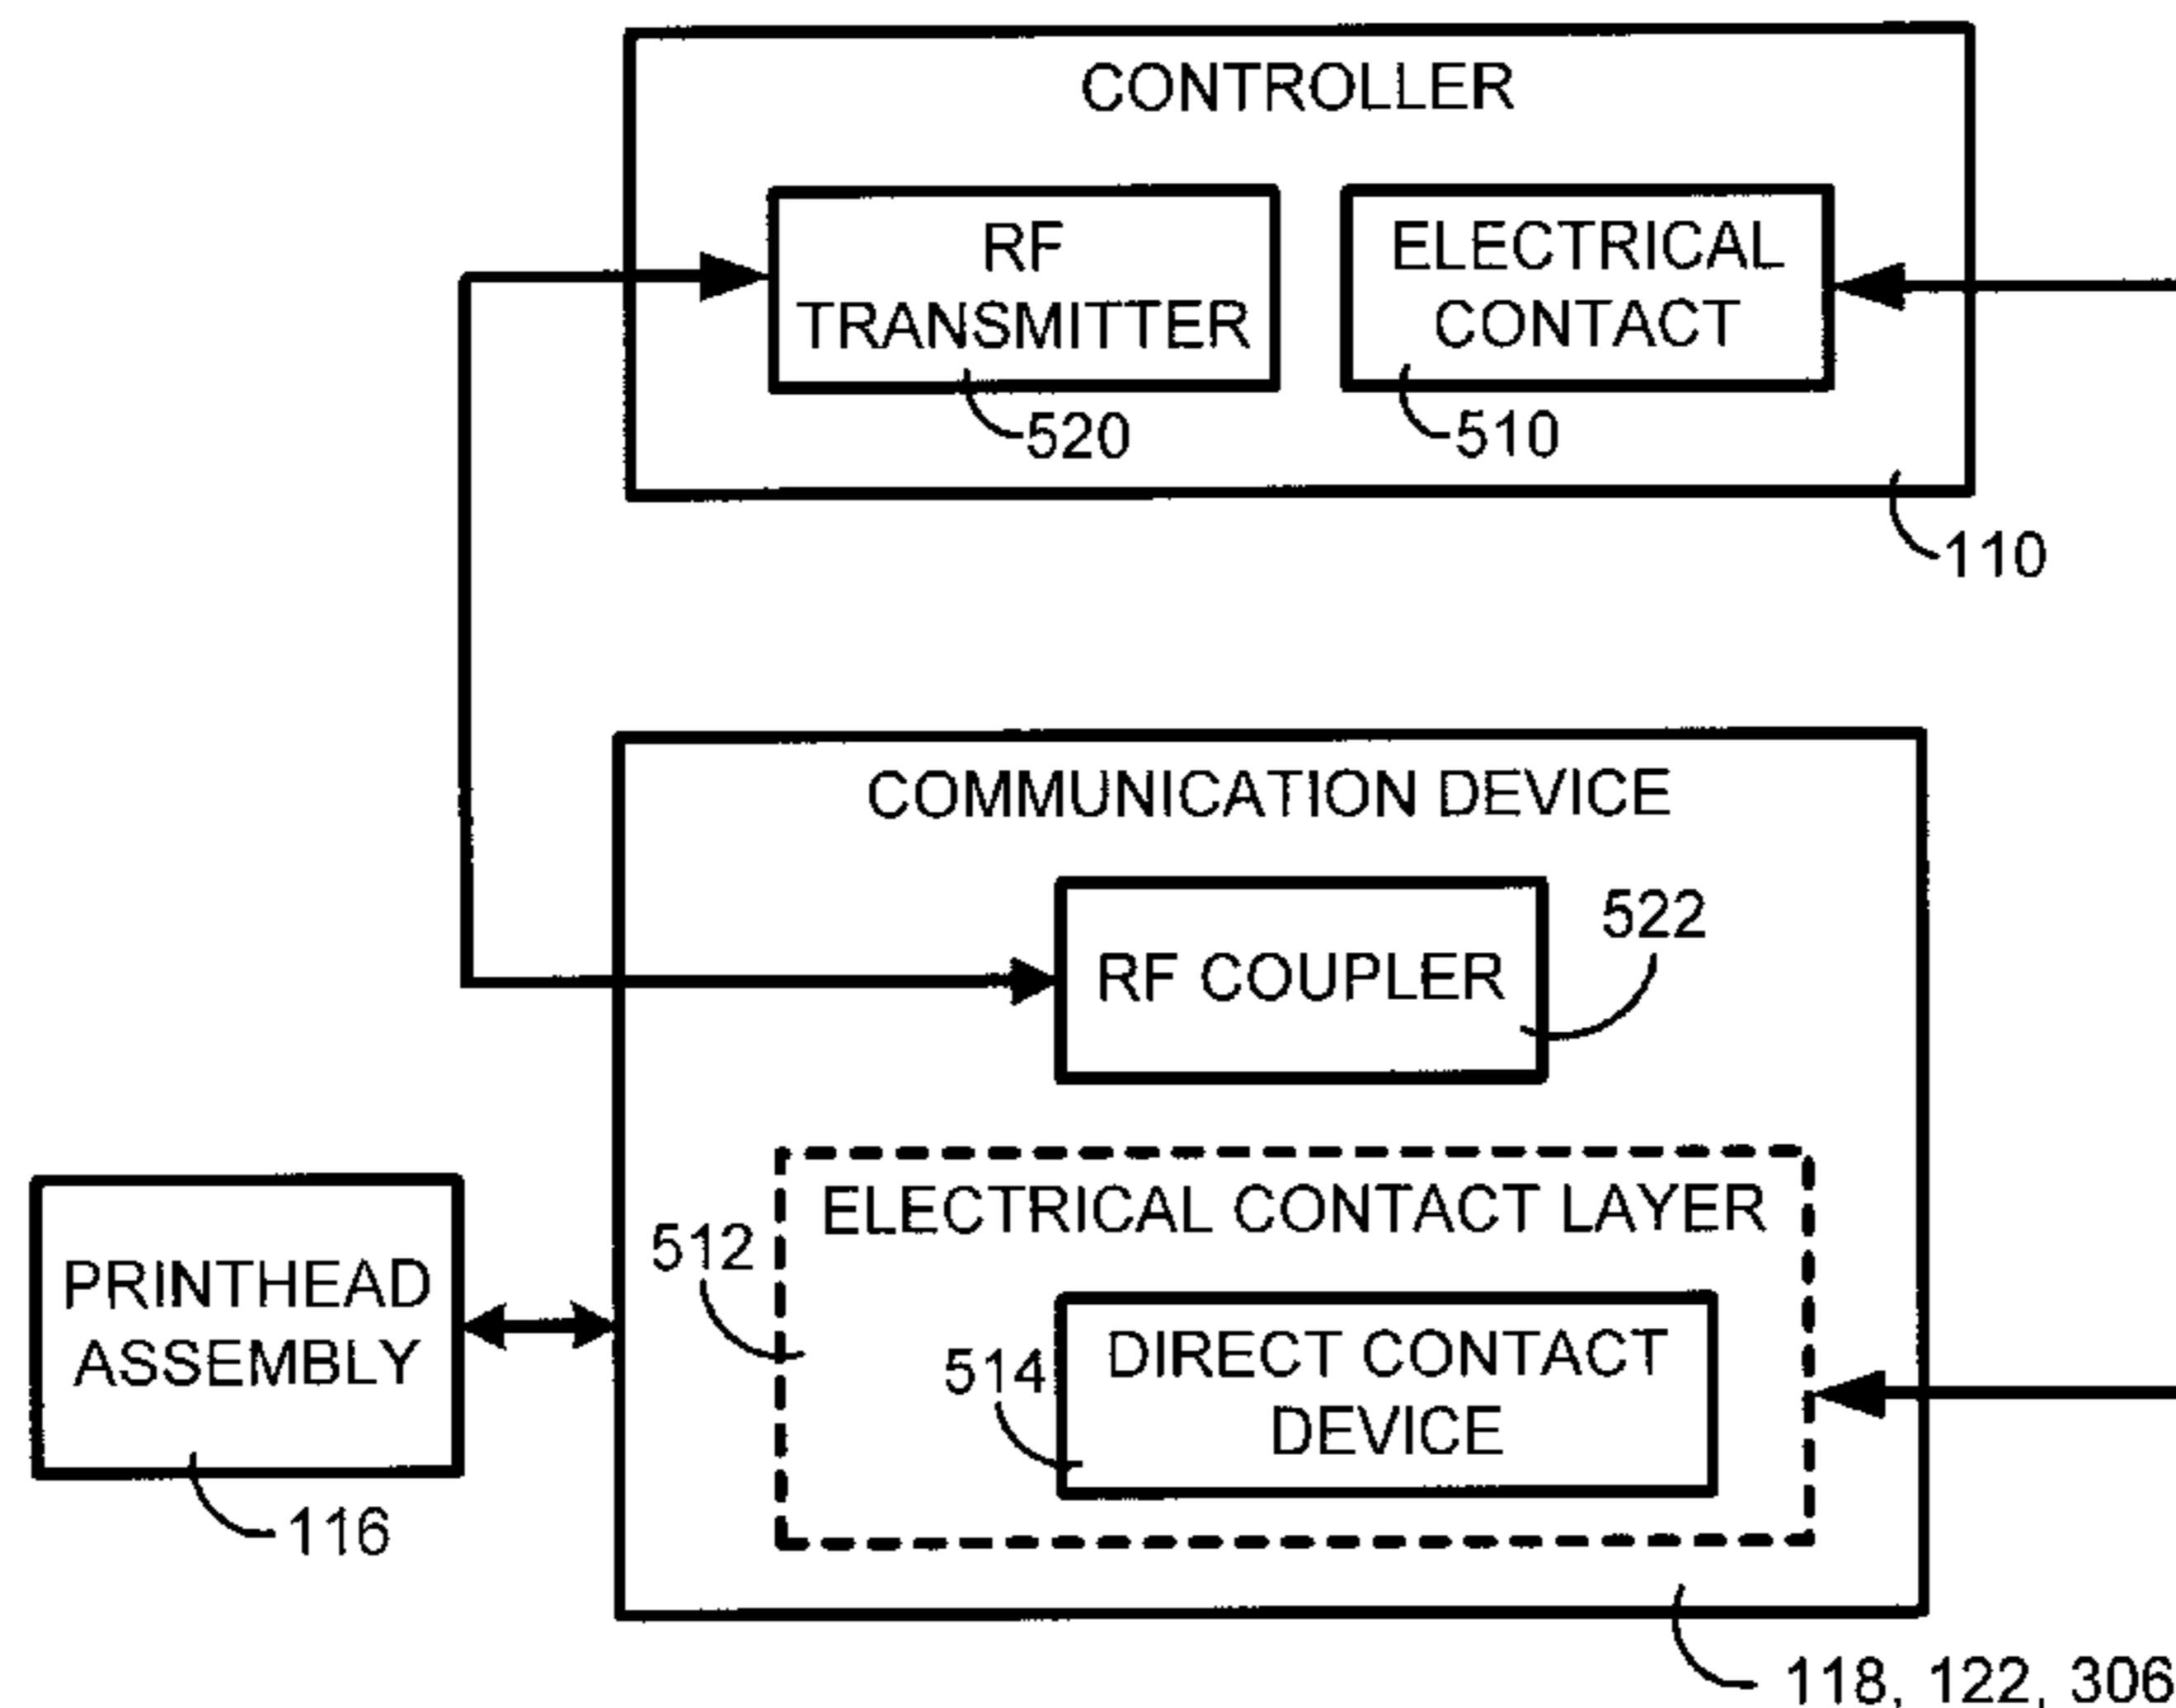 CONTROLLER
RF
TRANSMITTER
ELECTRICAL
CONTACT
520
510
110
COMMUNICATION DEVICE
RF COUPLER
522
ELECTRICAL CONTACT LAYER
512
DIRECT CONTACT
DEVICE
514
PRINTHEAD
ASSEMBLY
116
118, 122, 306